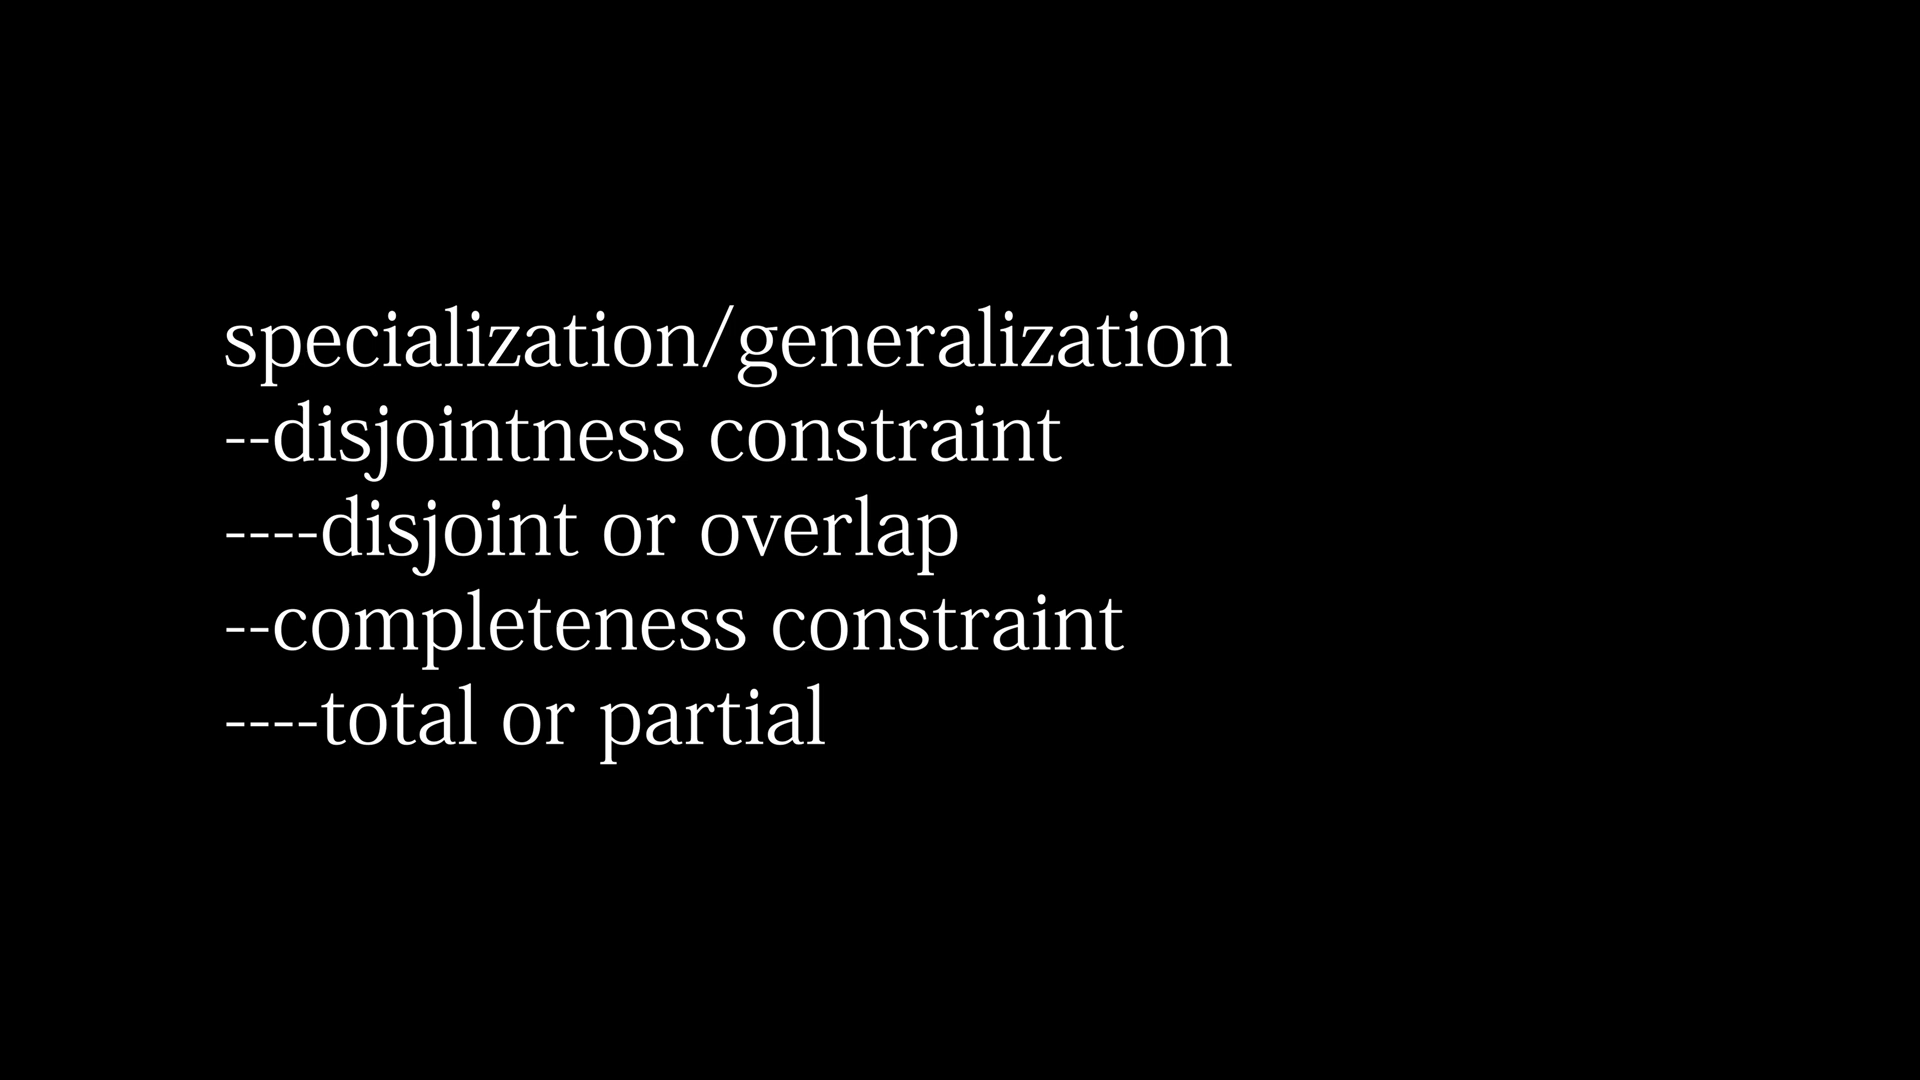 specialization/generalization
--disjointness constraint
----disjoint or overlap
--completeness constraint
----total or partial